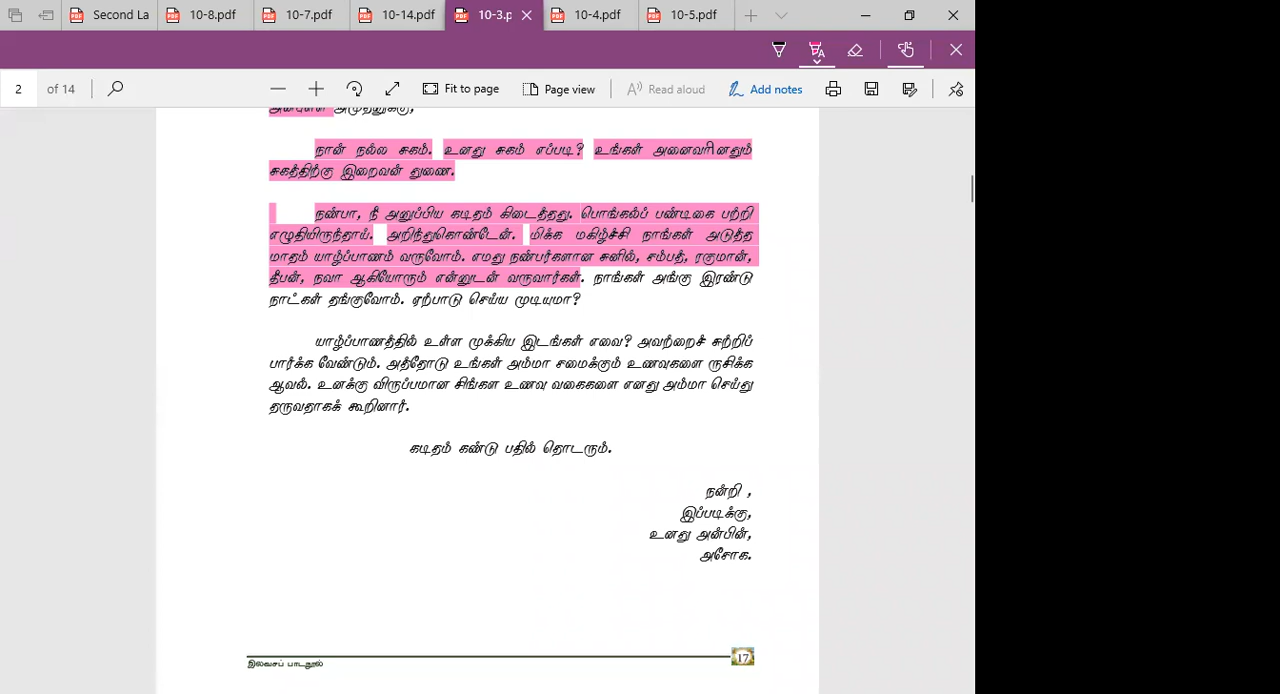 Second La 10-8.pdf 10-7.pdf 10-14.pdf 10-3.p 10-4.pdf 10-5.pdf
2 of 14 Fit to page Page view Read aloud Add notes
அன்புள்ள அமுதனுக்கு,
நான் நல்ல சுகம். உனது சுகம் எப்படி? உங்கள் அனைவரினதும்
சுகத்திற்கு இறைவன் துணை.
நண்பா, நீ அனுப்பிய கடிதம் கிடைத்தது. பொங்கல்ப் பண்டிகை பற்றி
எழுதியிருந்தாய். அறிந்துகொண்டேன். மிக்க மகிழ்ச்சி நாங்கள் அடுத்த
மாதம் யாழ்ப்பாணம் வருவோம். எமது நண்பர்களான சுனில், சம்பத், ரகுமான்,
தீபன், நவா ஆகியோரும் என்னுடன் வருவார்கள். நாங்கள் அங்கு இரண்டு
நாட்கள் தங்குவோம். ஏற்பாடு செய்ய முடியுமா?
யாழ்ப்பாணத்தில் உள்ள முக்கிய இடங்கள் எவை? அவற்றைச் சுற்றிப்
பார்க்க வேண்டும். அத்தோடு உங்கள் அம்மா சமைக்கும் உணவுகளை ருசிக்க
ஆவல். உனக்கு விருப்பமான சிங்கள உணவு வகைகளை எனது அம்மா செய்து
தருவதாகக் கூறினார்.
கடிதம் கண்டு பதில் தொடரும்.
நன்றி ,
இப்படிக்கு,
உனது அன்பின்,
அசோக.
இலவசப் பாடநூல் 17